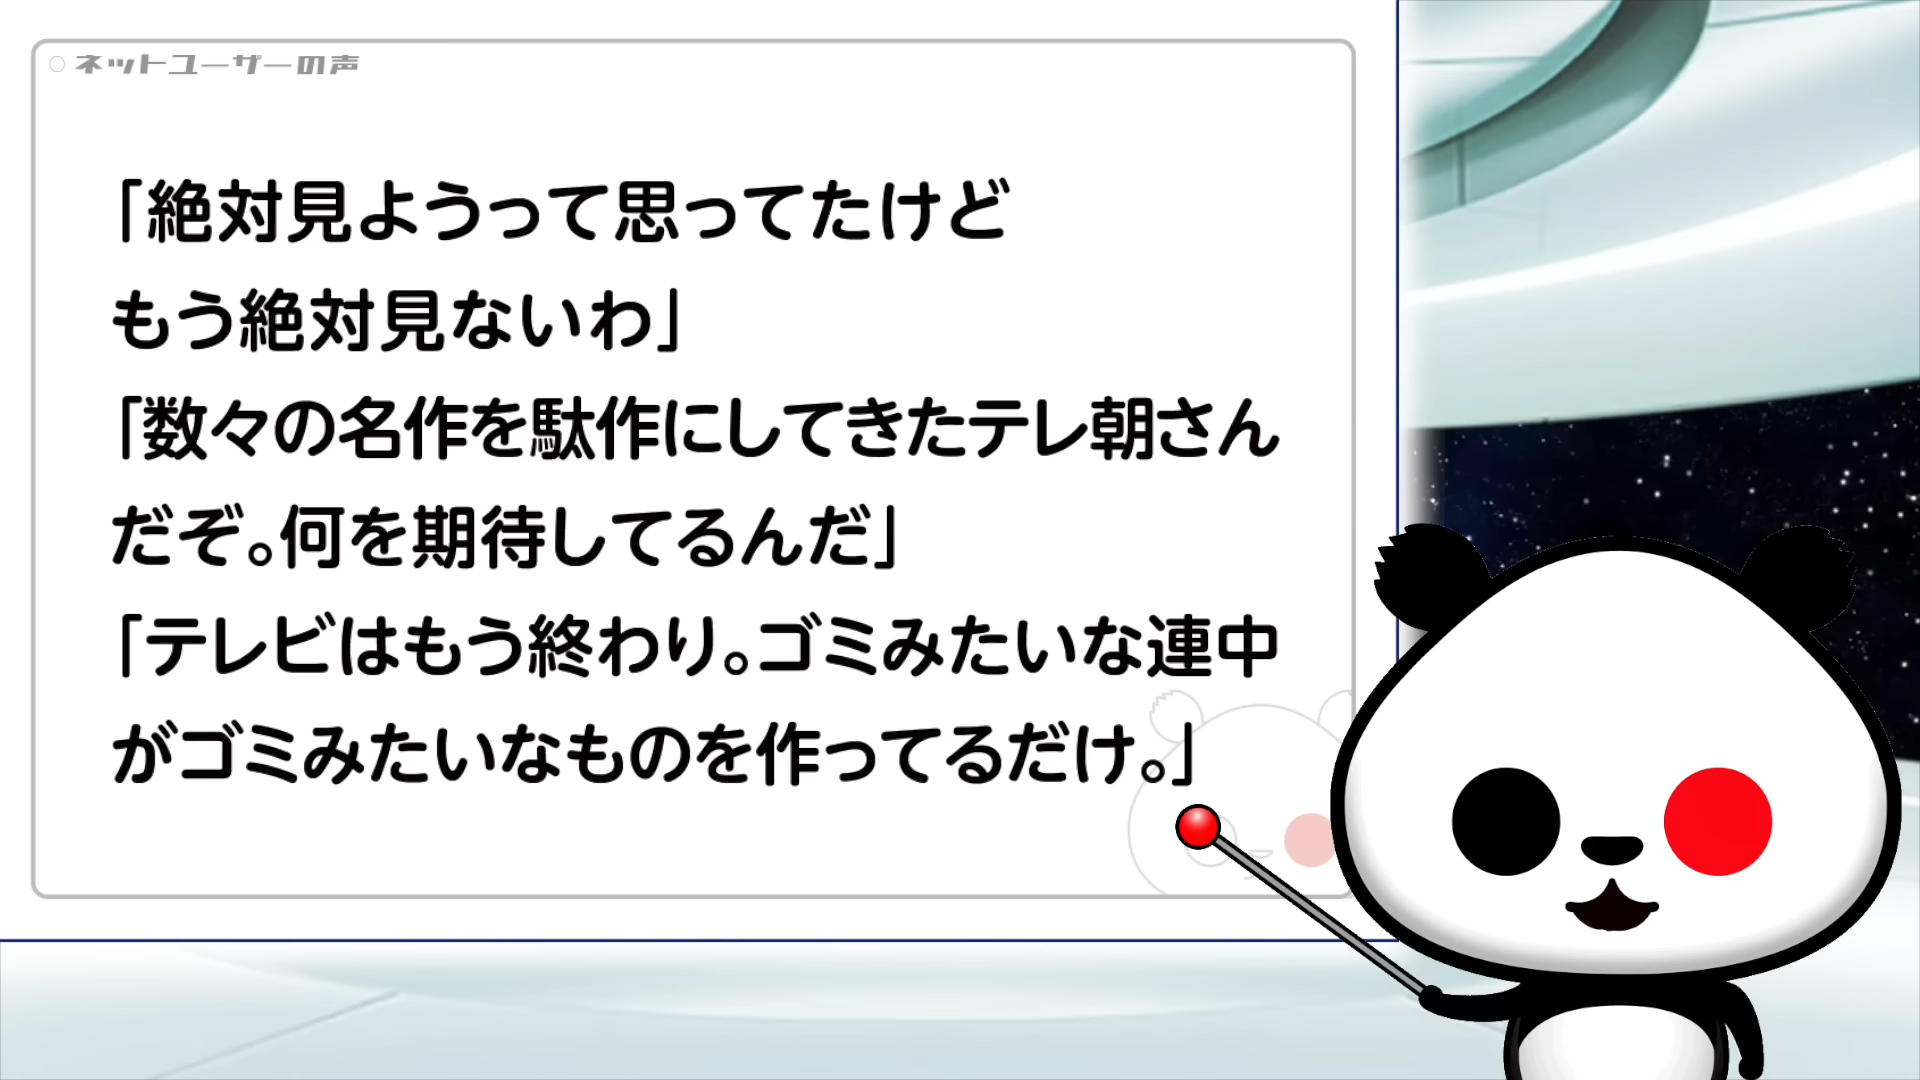 ○ネットユーザーの声
「絶対見ようって思ってたけど
もう絶対見ないわ」
「数々の名作を駄作にしてきたテレ朝さん
だぞ。何を期待してるんだ」
「テレビはもう終わり。ゴミみたいな連中
がゴミみたいなものを作ってるだけ。」